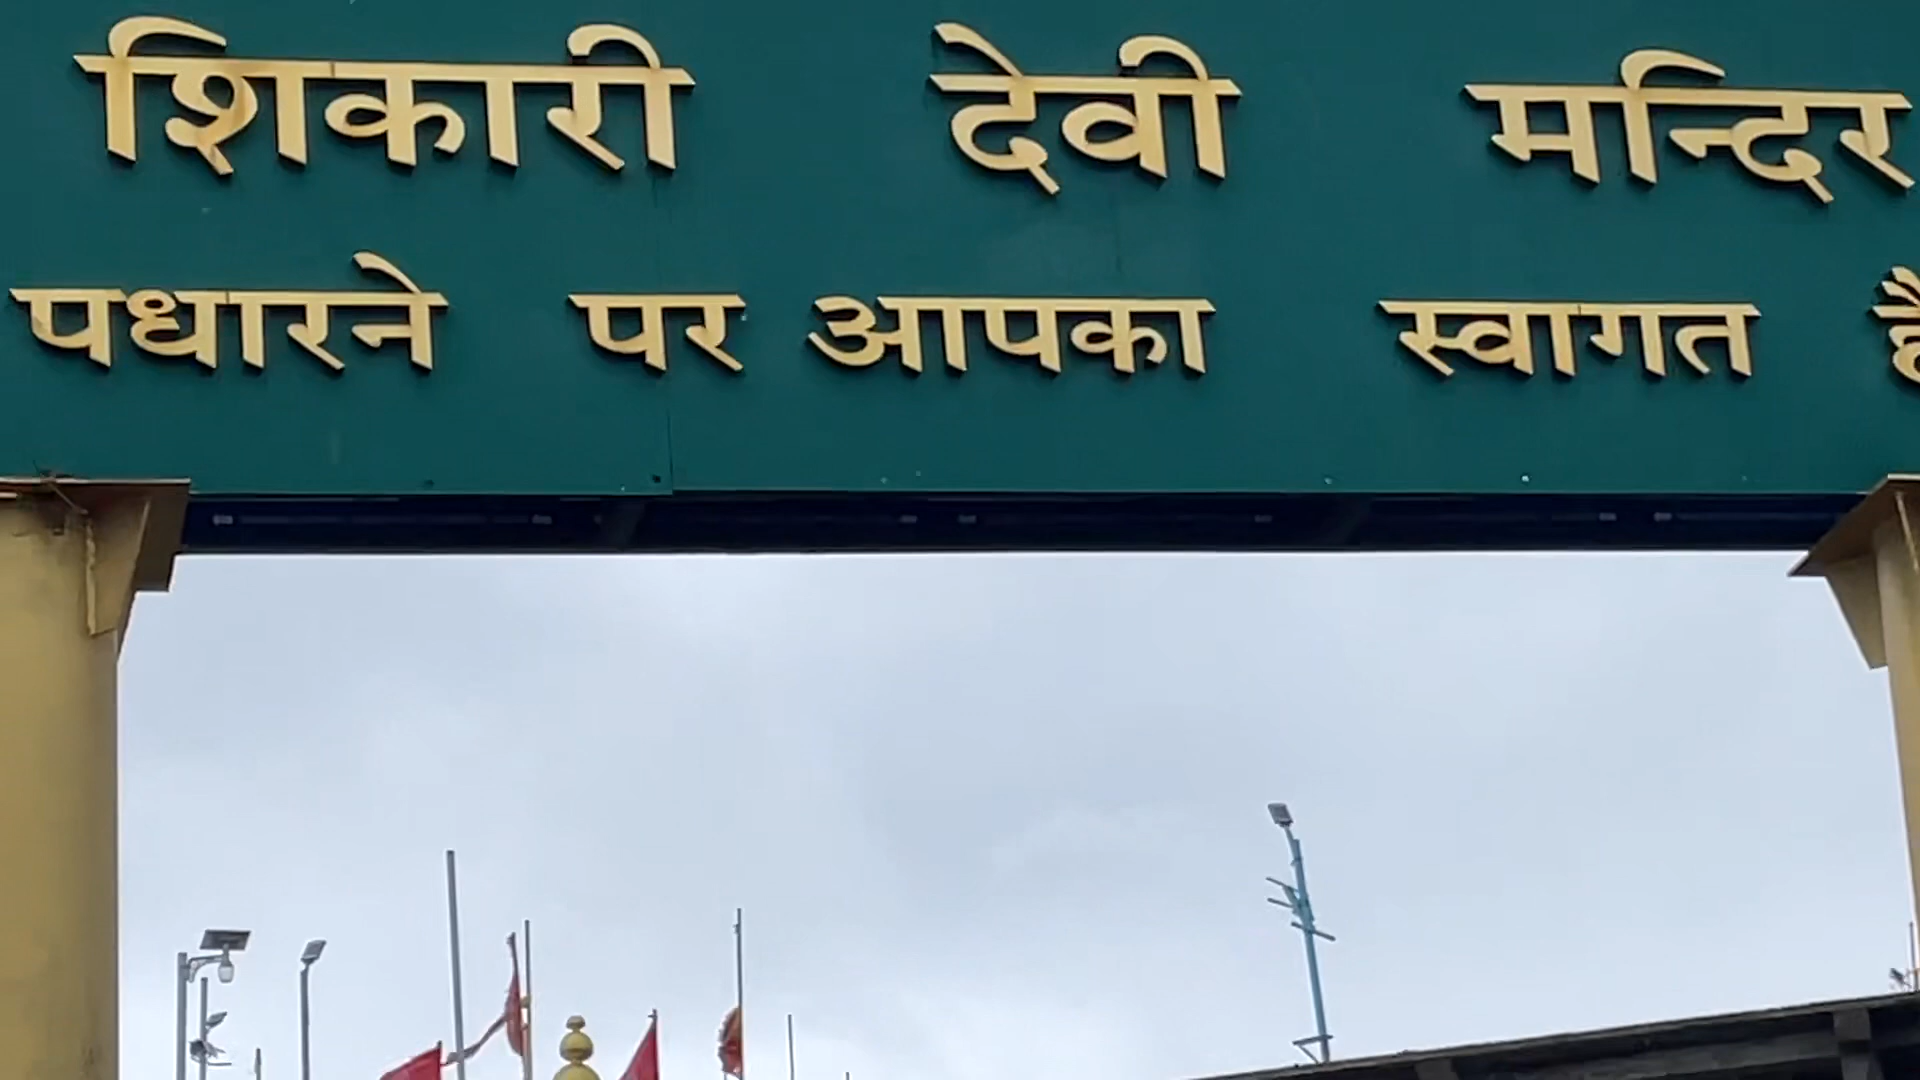 शिकारी देवी मन्दिर
पधारने पर आपका स्वागत है